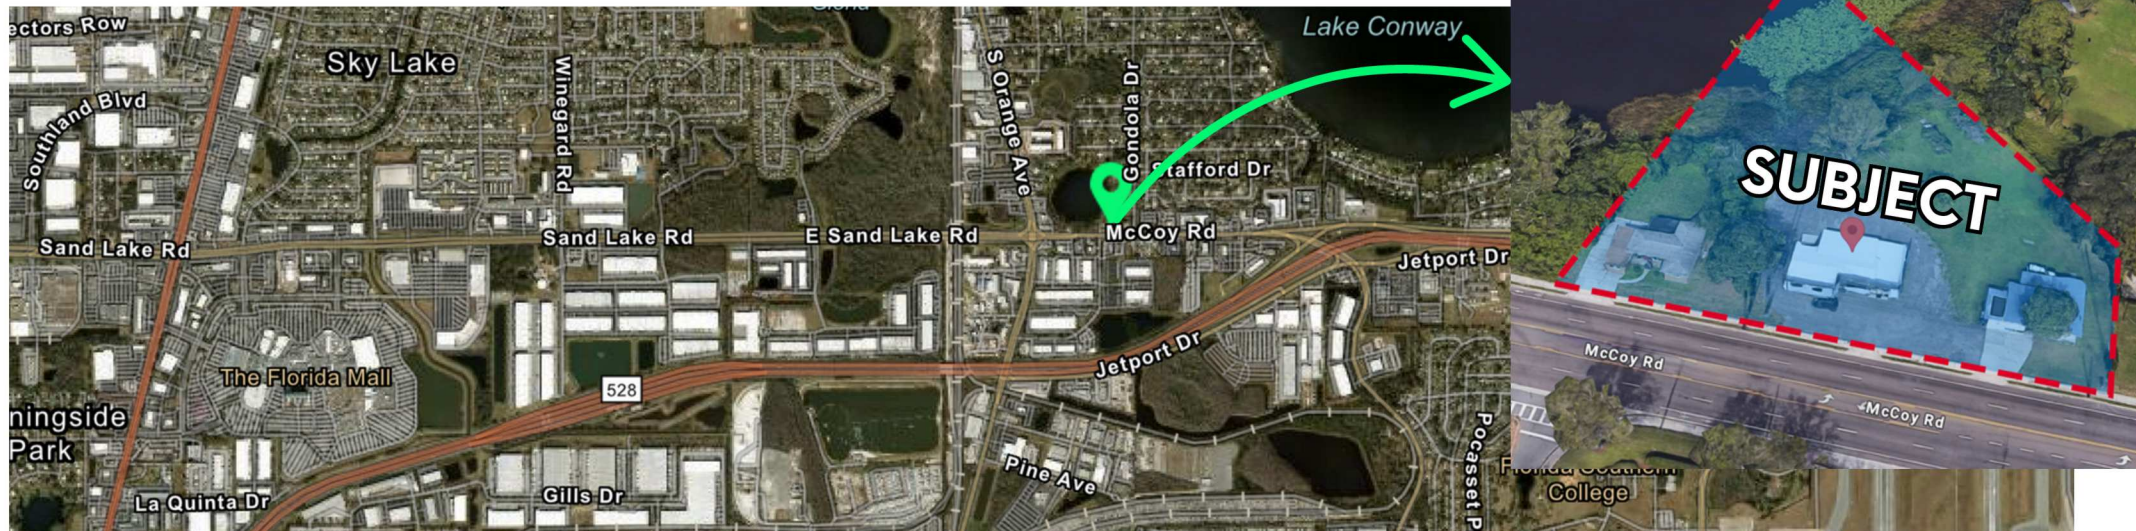 ectors Row
Sky Lake
Southland Blvd
Winegard Rd
S Orange Ave
Gondola Dr
Lake Conway
Stafford Dr
Sand Lake Rd
Sand Lake Rd
E Sand Lake Rd
McCoy Rd
Jetport Dr
The Florida Mall
528
Jetport Dr
ningside
Park
La Quinta Dr
Gills Dr
Pine Ave
Pocasset P
SUBJECT
McCoy Rd
McCoy Rd
Florida Southern
College